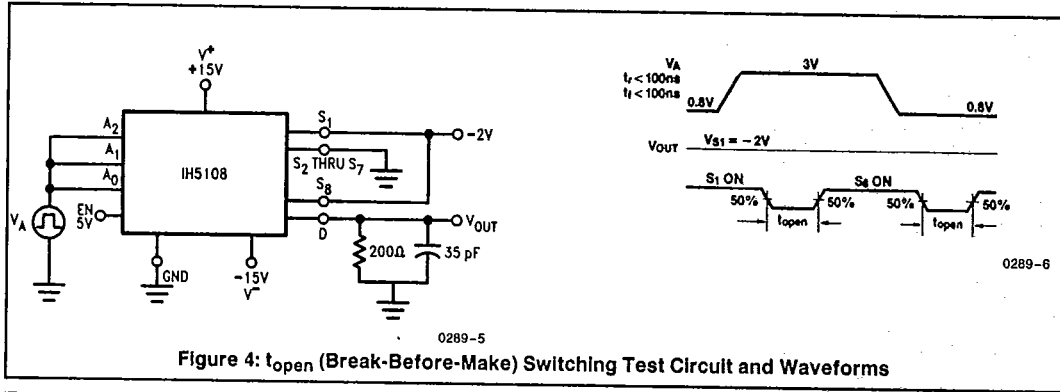 V+
+15V
A2
A1
A0
EN
5V
VA
IH5108
S1
S2 THRU S7
S8
D
-2V
VOUT
200Ω
35 pF
GND
-15V
V-
0289-5
VA
tr < 100ns
tf < 100ns
3V
0.8V
0.8V
VOUT
VS1 = -2V
S1 ON
S8 ON
50%
50%
50%
50%
topen
topen
0289-6
Figure 4: topen (Break-Before-Make) Switching Test Circuit and Waveforms